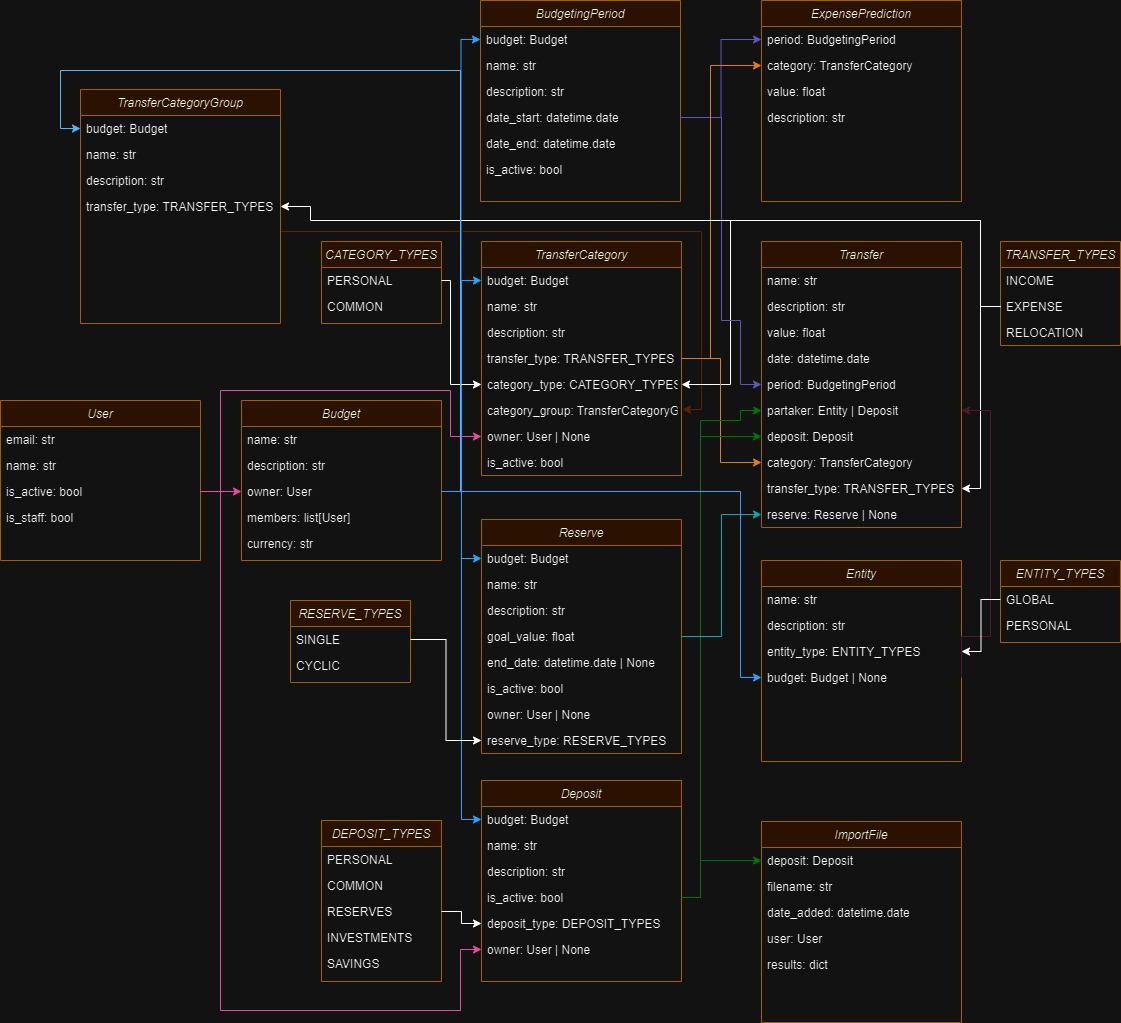 BudgetingPeriod
budget: Budget
name: str
description: str
date_start: datetime.date
date_end: datetime.date
is_active: bool
ExpensePrediction
period: BudgetingPeriod
category: TransferCategory
value: float
description: str
TransferCategoryGroup
budget: Budget
name: str
description: str
transfer_type: TRANSFER_TYPES
CATEGORY_TYPES
PERSONAL
COMMON
TransferCategory
budget: Budget
name: str
description: str
transfer_type: TRANSFER_TYPES
category_type: CATEGORY_TYPES
category_group: TransferCategoryG
owner: User | None
is_active: bool
Transfer
name: str
description: str
value: float
date: datetime.date
period: BudgetingPeriod
partaker: Entity | Deposit
deposit: Deposit
category: TransferCategory
transfer_type: TRANSFER_TYPES
reserve: Reserve | None
TRANSFER_TYPES
INCOME
EXPENSE
RELOCATION
User
email: str
name: str
is_active: bool
is_staff: bool
Budget
name: str
description: str
owner: User
members: list[User]
currency: str
Reserve
budget: Budget
name: str
description: str
goal_value: float
end_date: datetime.date | None
is_active: bool
owner: User | None
reserve_type: RESERVE_TYPES
Entity
name: str
description: str
entity_type: ENTITY_TYPES
budget: Budget | None
ENTITY_TYPES
GLOBAL
PERSONAL
RESERVE_TYPES
SINGLE
CYCLIC
DEPOSIT_TYPES
PERSONAL
COMMON
RESERVES
INVESTMENTS
SAVINGS
Deposit
budget: Budget
name: str
description: str
is_active: bool
deposit_type: DEPOSIT_TYPES
owner: User | None
ImportFile
deposit: Deposit
filename: str
date_added: datetime.date
user: User
results: dict